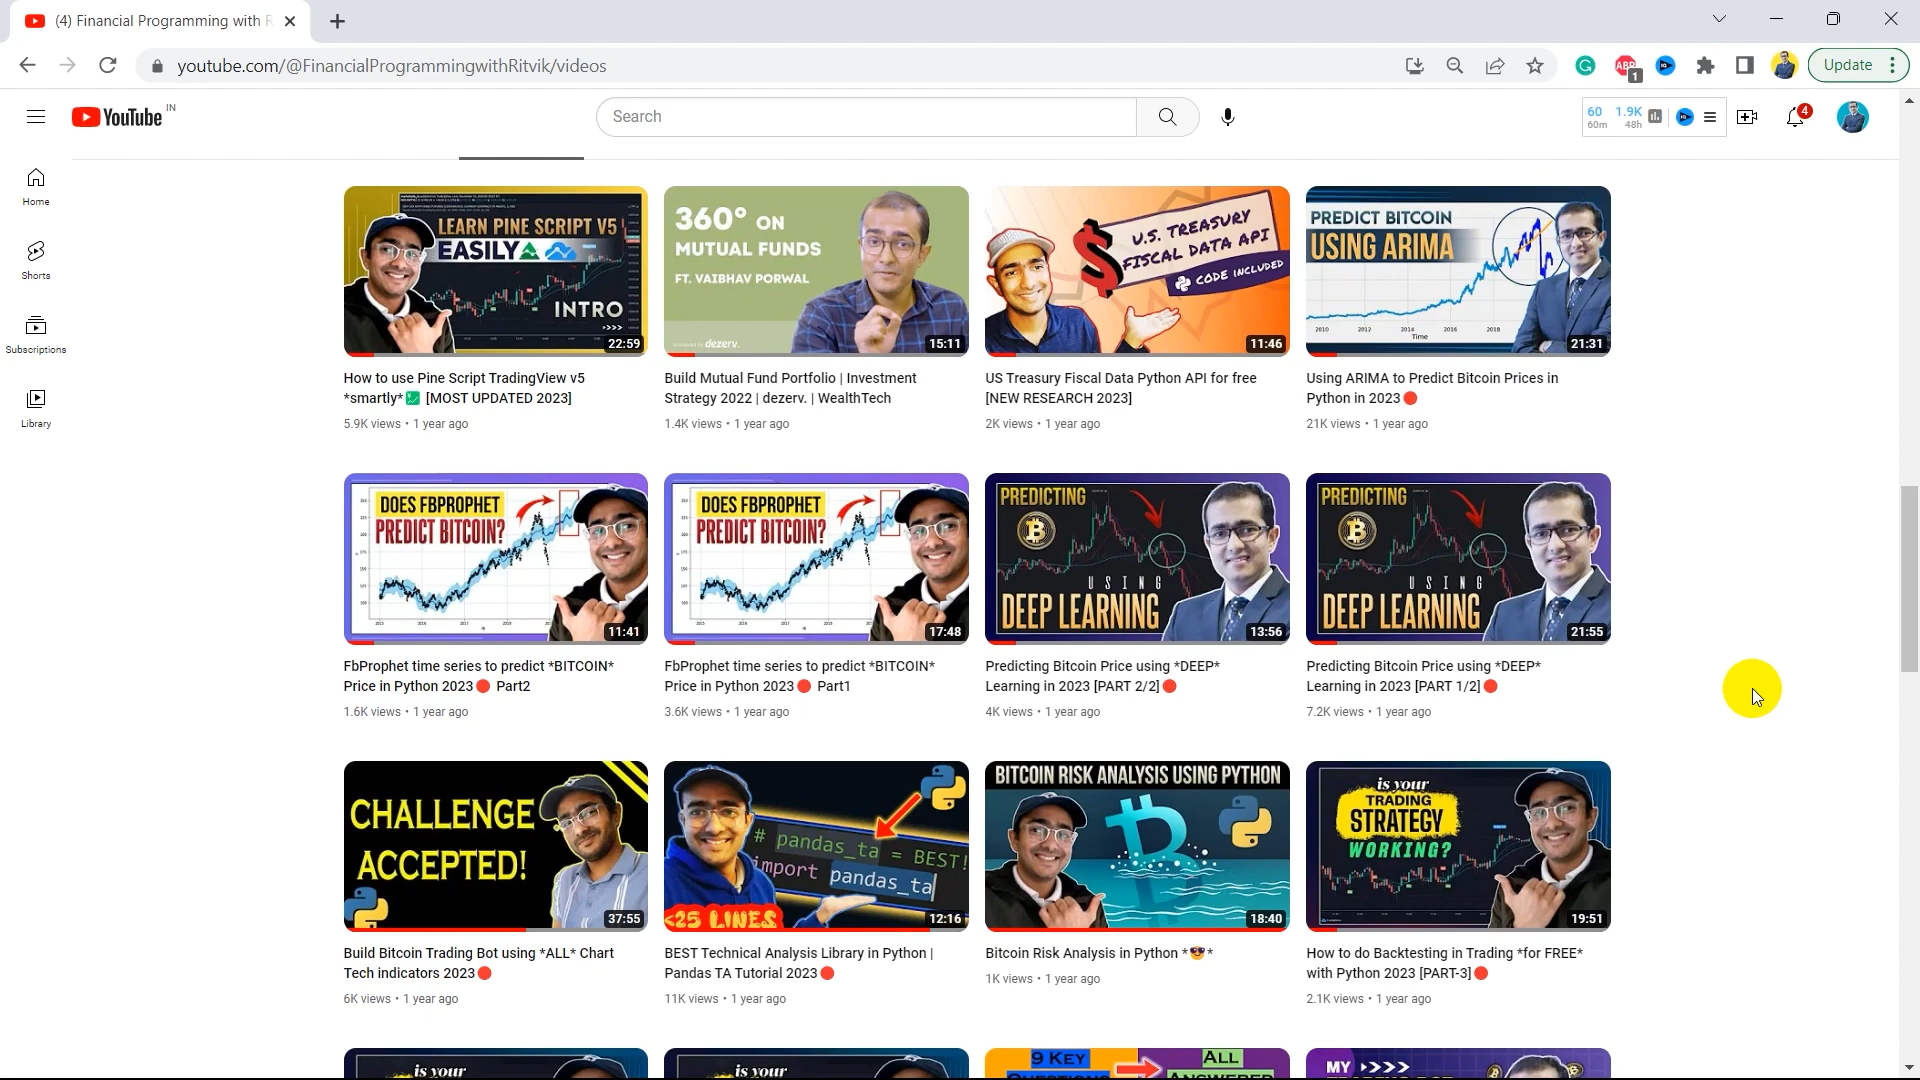 (4) Financial Programming with R
youtube.com/@FinancialProgrammingwithRitvik/videos
ABP
1
Update
YouTube IN
Search
60 1.9K
60m 48h
4
Home
Shorts
Subscriptions
Library
LEARN PINE SCRIPT V5
EASILY
INTRO
>>>>
22:59
How to use Pine Script TradingView v5
*smartly* [MOST UPDATED 2023]
5.9K views • 1 year ago
360° ON
MUTUAL FUNDS
FT. VAIBHAV PORWAL
dezerv.
15:11
Build Mutual Fund Portfolio | Investment
Strategy 2022 | dezerv. | WealthTech
1.4K views • 1 year ago
U.S. TREASURY
FISCAL DATA API
CODE INCLUDED
11:46
US Treasury Fiscal Data Python API for free
[NEW RESEARCH 2023]
2K views • 1 year ago
PREDICT BITCOIN
USING ARIMA
2010 2012 2014 2016 2018
Time
21:31
Using ARIMA to Predict Bitcoin Prices in
Python in 2023
21K views • 1 year ago
DOES FBPROPHET
PREDICT BITCOIN?
11:41
FbProphet time series to predict *BITCOIN*
Price in Python 2023 Part2
1.6K views • 1 year ago
DOES FBPROPHET
PREDICT BITCOIN?
17:48
FbProphet time series to predict *BITCOIN*
Price in Python 2023 Part1
3.6K views • 1 year ago
PREDICTING
USING
DEEP LEARNING
13:56
Predicting Bitcoin Price using *DEEP*
Learning in 2023 [PART 2/2]
4K views • 1 year ago
PREDICTING
USING
DEEP LEARNING
21:55
Predicting Bitcoin Price using *DEEP*
Learning in 2023 [PART 1/2]
7.2K views • 1 year ago
CHALLENGE
ACCEPTED!
37:55
Build Bitcoin Trading Bot using *ALL* Chart
Tech indicators 2023
6K views • 1 year ago
# pandas_ta = BEST!
import pandas_ta
<25 LINES
12:16
BEST Technical Analysis Library in Python |
Pandas TA Tutorial 2023
11K views • 1 year ago
BITCOIN RISK ANALYSIS USING PYTHON
18:40
Bitcoin Risk Analysis in Python *😎*
1K views • 1 year ago
is your
TRADING
STRATEGY
WORKING?
19:51
How to do Backtesting in Trading *for FREE*
with Python 2023 [PART-3]
2.1K views • 1 year ago
is your
is your
9 KEY
QUESTIONS
ALL
ANSWERED
MY >>>>